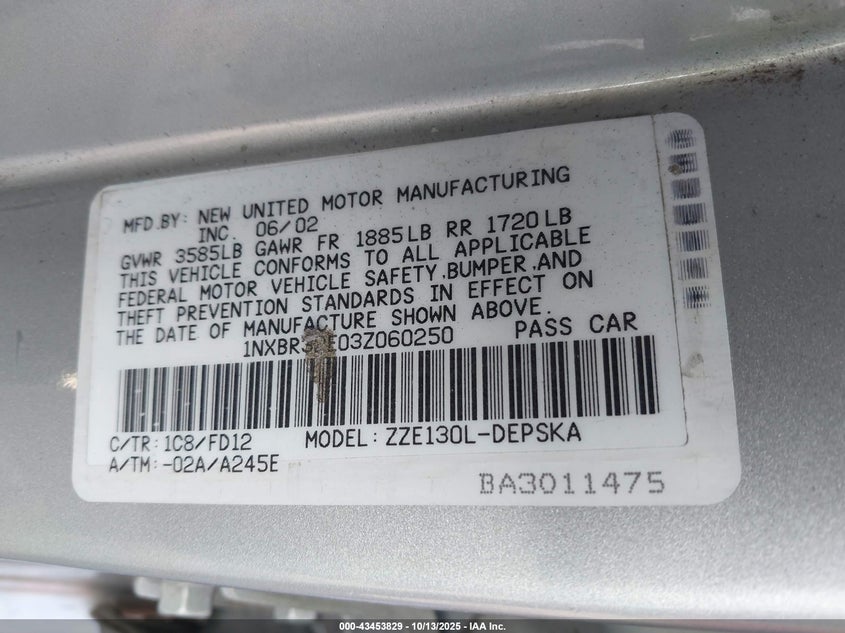 MFD.BY: NEW UNITED MOTOR MANUFACTURING
INC. 06/02
GVWR 3585LB GAWR FR 1885LB RR 1720LB
THIS VEHICLE CONFORMS TO ALL APPLICABLE
FEDERAL MOTOR VEHICLE SAFETY,BUMPER,AND
THEFT PREVENTION STANDARDS IN EFFECT ON
THE DATE OF MANUFACTURE SHOWN ABOVE.
PASS CAR
C/TR: 1C8/FD12 MODEL: ZZE130L-DEPSKA
A/TM: -02A/A245E
BA3011475
000-43453829 - 10/13/2025 - IAA Inc.